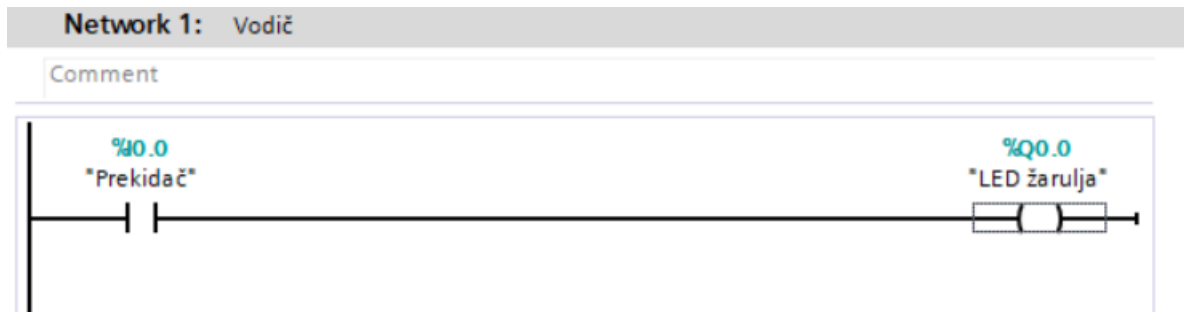 Network 1: Vodič
Comment
%I0.0
"Prekidač"
%Q0.0
"LED žarulja"